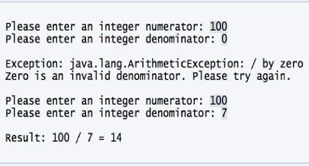 Please enter an integer numerator: 100
Please enter an integer denominator: 0
Exception: java.lang.ArithmeticException: / by zero
Zero is an invalid denominator. Please try again.
Please enter an integer numerator: 100
Please enter an integer denominator: 7
Result: 100 / 7 = 14